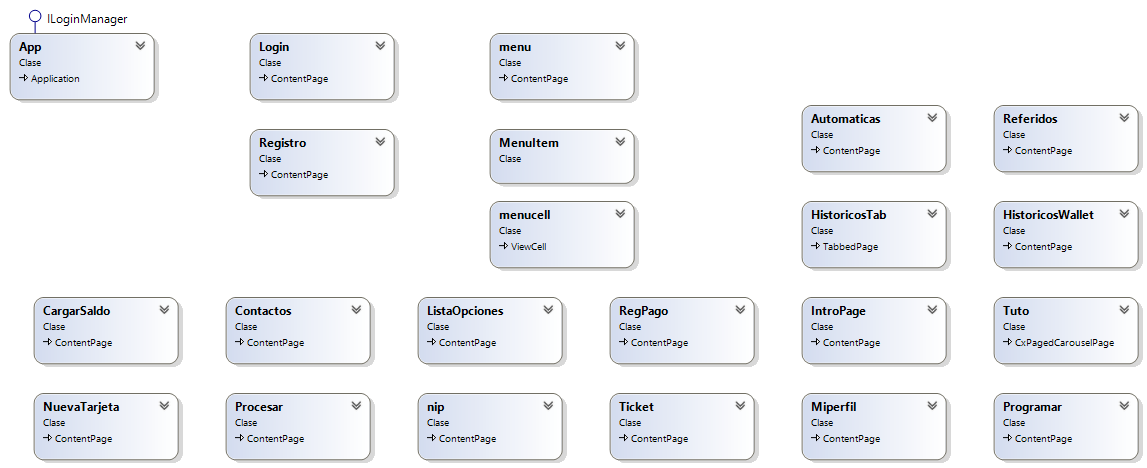 ILoginManager
App
Clase
Application
Login
Clase
ContentPage
menu
Clase
ContentPage
Automaticas
Clase
ContentPage
Referidos
Clase
ContentPage
Registro
Clase
ContentPage
MenuItem
Clase
menucell
Clase
ViewCell
HistoricosTab
Clase
TabbedPage
HistoricosWallet
Clase
ContentPage
CargarSaldo
Clase
ContentPage
Contactos
Clase
ContentPage
ListaOpciones
Clase
ContentPage
RegPago
Clase
ContentPage
IntroPage
Clase
ContentPage
Tuto
Clase
CxPagedCarouselPage
NuevaTarjeta
Clase
ContentPage
Procesar
Clase
ContentPage
nip
Clase
ContentPage
Ticket
Clase
ContentPage
Miperfil
Clase
ContentPage
Programar
Clase
ContentPage